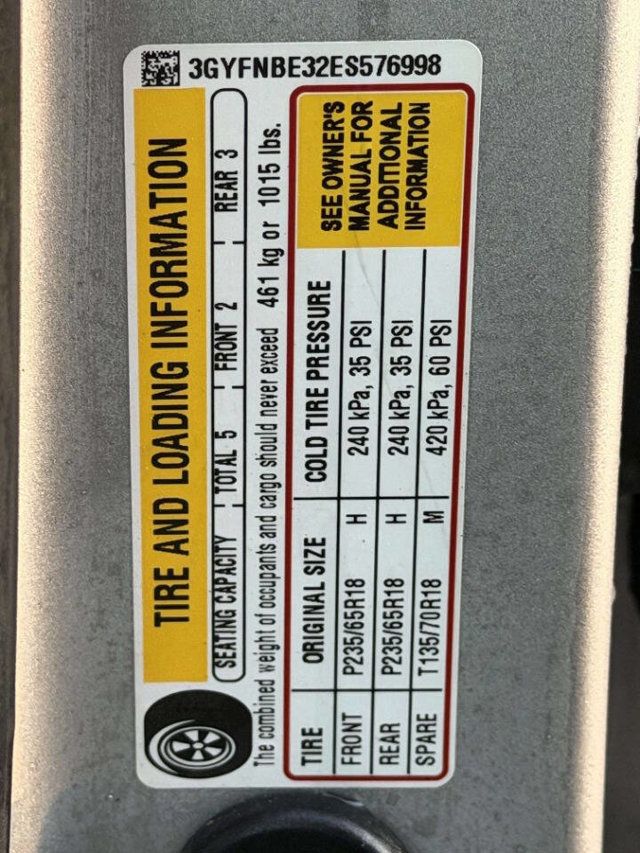 3GYFNBE32ES576998
TIRE AND LOADING INFORMATION
SEATING CAPACITY TOTAL 5 FRONT 2 REAR 3
The combined weight of occupants and cargo should never exceed 461 kg or 1015 lbs.
TIRE ORIGINAL SIZE COLD TIRE PRESSURE
FRONT P235/65R18 H 240 kPa, 35 PSI
REAR P235/65R18 H 240 kPa, 35 PSI
SPARE T135/70R18 M 420 kPa, 60 PSI
SEE OWNER'S
MANUAL FOR
ADDITIONAL
INFORMATION